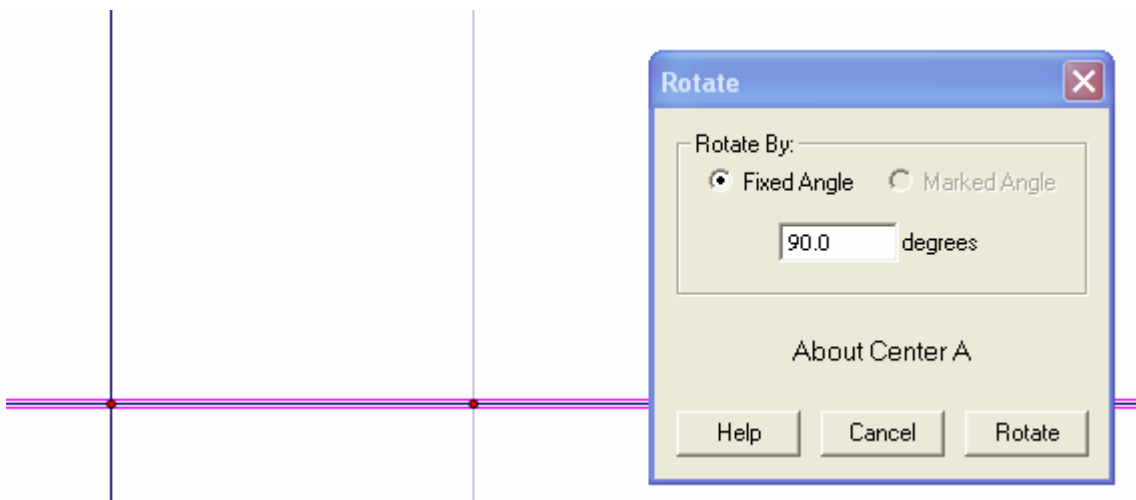 Rotate
Rotate By:
Fixed Angle Marked Angle
90.0 degrees
About Center A
Help Cancel Rotate